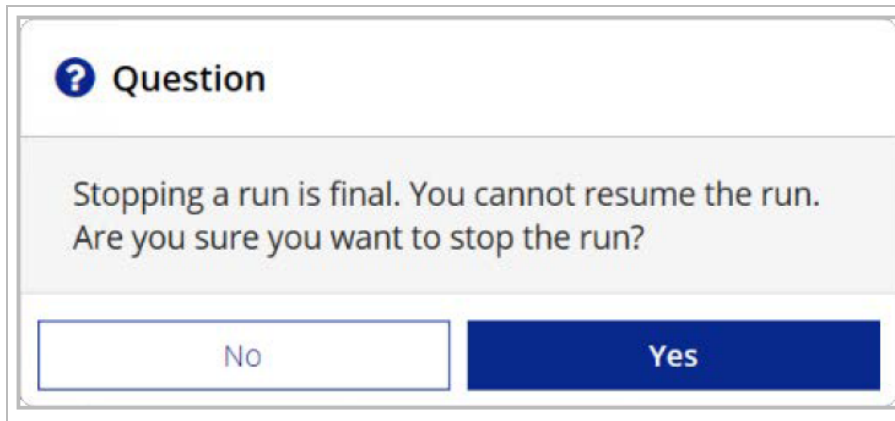 Question
Stopping a run is final. You cannot resume the run.
Are you sure you want to stop the run?
No
Yes